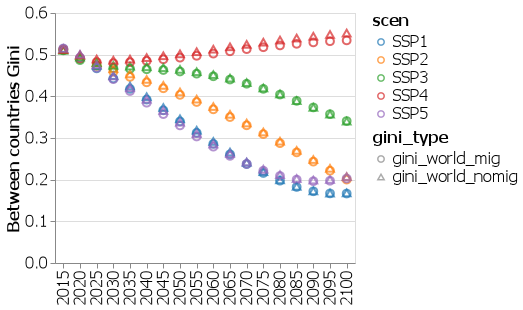 Between countries Gini
0.6
0.5
0.4
0.3
0.2
0.1
0.0
2015
2020
2025
2030
2035
2040
2045
2050
2055
2060
2065
2070
2075
2080
2085
2090
2095
2100
scen
SSP1
SSP2
SSP3
SSP4
SSP5
gini_type
gini_world_mig
gini_world_nomig